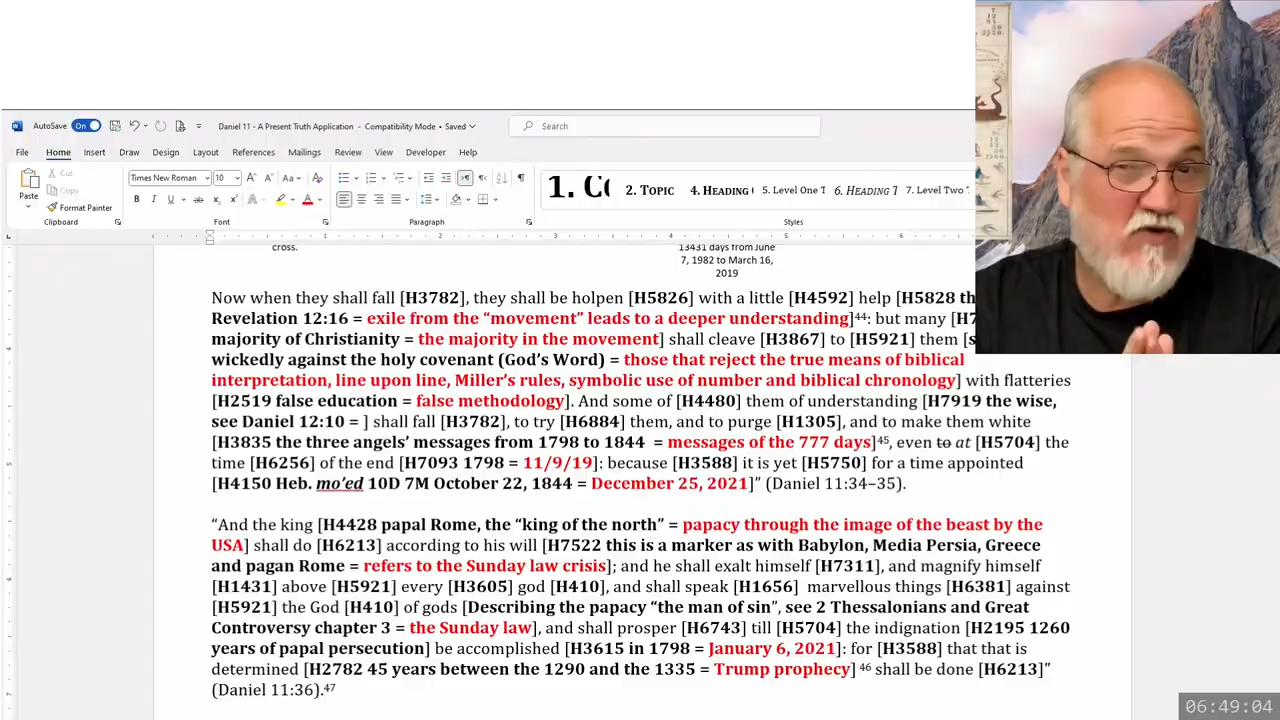 AutoSave On Daniel 11 - A Present Truth Application - Compatibility Mode • Saved Search
File Home Insert Draw Design Layout References Mailings Review View Developer Help
Cut
Copy
Paste
Format Painter
Times New Roman 10
1. Co 2. TOPIC 4. HEADING 5. Level One T 6. HEADING T 7. Level Two
Clipboard Font Paragraph Styles
cross.
13431 days from June
7, 1982 to March 16,
2019
Now when they shall fall [H3782], they shall be holpen [H5826] with a little [H4592] help [H5828 th
Revelation 12:16 = exile from the “movement” leads to a deeper understanding]44: but many [H7
majority of Christianity = the majority in the movement] shall cleave [H3867] to [H5921] them [s
wickedly against the holy covenant (God’s Word) = those that reject the true means of biblical
interpretation, line upon line, Miller’s rules, symbolic use of number and biblical chronology] with flatteries
[H2519 false education = false methodology]. And some of [H4480] them of understanding [H7919 the wise,
see Daniel 12:10 = ] shall fall [H3782], to try [H6884] them, and to purge [H1305], and to make them white
[H3835 the three angels’ messages from 1798 to 1844 = messages of the 777 days]45, even to at [H5704] the
time [H6256] of the end [H7093 1798 = 11/9/19]: because [H3588] it is yet [H5750] for a time appointed
[H4150 Heb. mo’ed 10D 7M October 22, 1844 = December 25, 2021]” (Daniel 11:34–35).
“And the king [H4428 papal Rome, the “king of the north” = papacy through the image of the beast by the
USA] shall do [H6213] according to his will [H7522 this is a marker as with Babylon, Media Persia, Greece
and pagan Rome = refers to the Sunday law crisis]; and he shall exalt himself [H7311], and magnify himself
[H1431] above [H5921] every [H3605] god [H410], and shall speak [H1656] marvellous things [H6381] against
[H5921] the God [H410] of gods [Describing the papacy “the man of sin”, see 2 Thessalonians and Great
Controversy chapter 3 = the Sunday law], and shall prosper [H6743] till [H5704] the indignation [H2195 1260
years of papal persecution] be accomplished [H3615 in 1798 = January 6, 2021]: for [H3588] that that is
determined [H2782 45 years between the 1290 and the 1335 = Trump prophecy] 46 shall be done [H6213]”
(Daniel 11:36).47
06:49:04